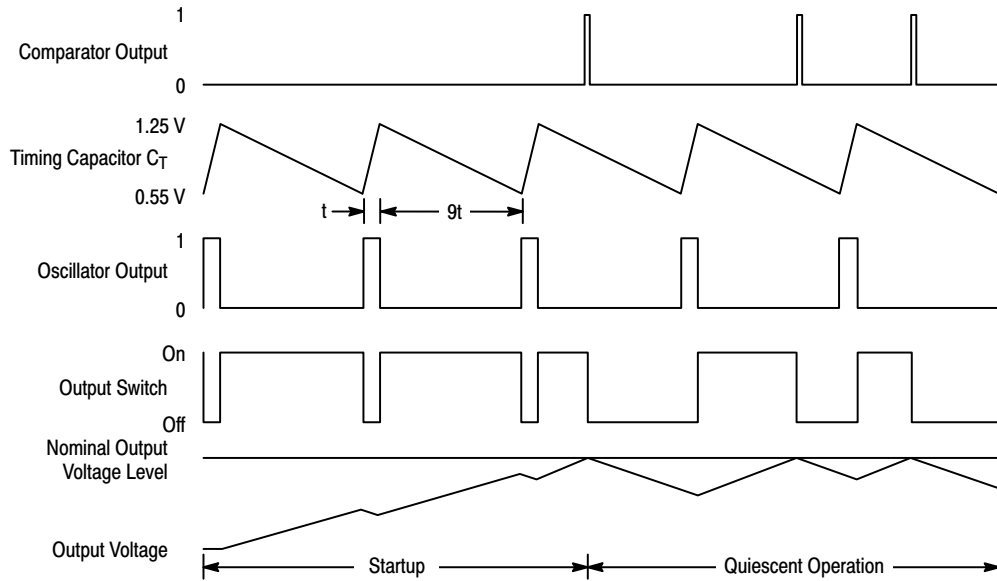 1
Comparator Output
0
1.25 V
Timing Capacitor CT
0.55 V
t
9t
1
Oscillator Output
0
On
Output Switch
Off
Nominal Output
Voltage Level
Output Voltage
Startup
Quiescent Operation